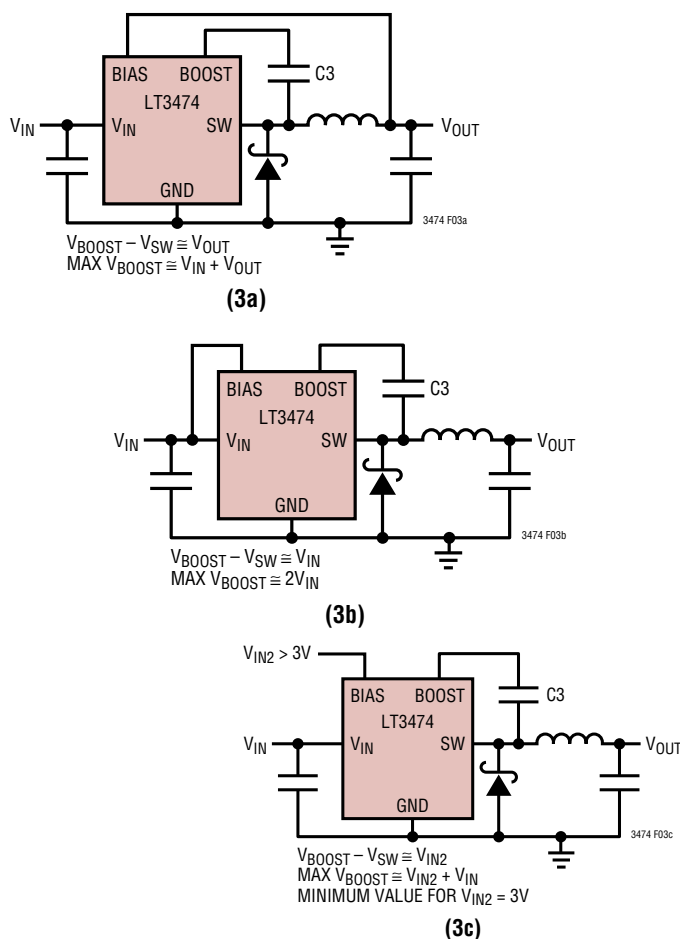 BIAS BOOST
C3
LT3474
V_IN V_IN SW V_OUT
GND
3474 F03a
V_BOOST – V_SW ≅ V_OUT
MAX V_BOOST ≅ V_IN + V_OUT
(3a)
BIAS BOOST
C3
LT3474
V_IN V_IN SW V_OUT
GND
3474 F03b
V_BOOST – V_SW ≅ V_IN
MAX V_BOOST ≅ 2V_IN
(3b)
V_IN2 > 3V
BIAS BOOST
C3
LT3474
V_IN V_IN SW V_OUT
GND
3474 F03c
V_BOOST – V_SW ≅ V_IN2
MAX V_BOOST ≅ V_IN2 + V_IN
MINIMUM VALUE FOR V_IN2 = 3V
(3c)